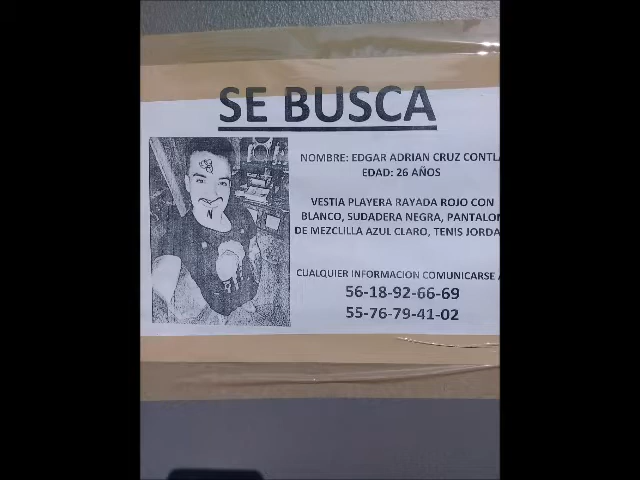 SE BUSCA
NOMBRE: EDGAR ADRIAN CRUZ CONTLA
EDAD: 26 AÑOS
VESTIA PLAYERA RAYADA ROJO CON
BLANCO, SUDADERA NEGRA, PANTALON
DE MEZCLILLA AZUL CLARO, TENIS JORDA
CUALQUIER INFORMACION COMUNICARSE A
56-18-92-66-69
55-76-79-41-02